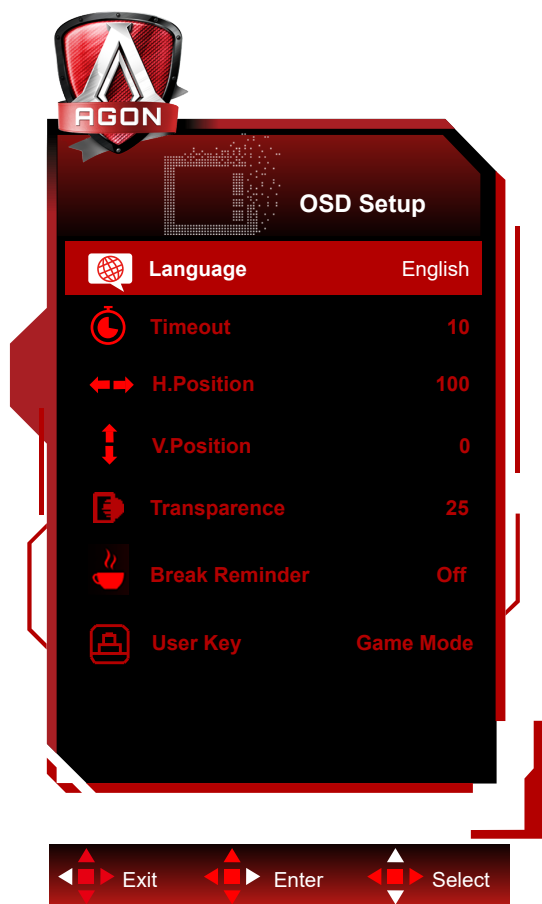 AGON
OSD Setup
Language English
Timeout 10
H.Position 100
V.Position 0
Transparence 25
Break Reminder Off
User Key Game Mode
Exit Enter Select